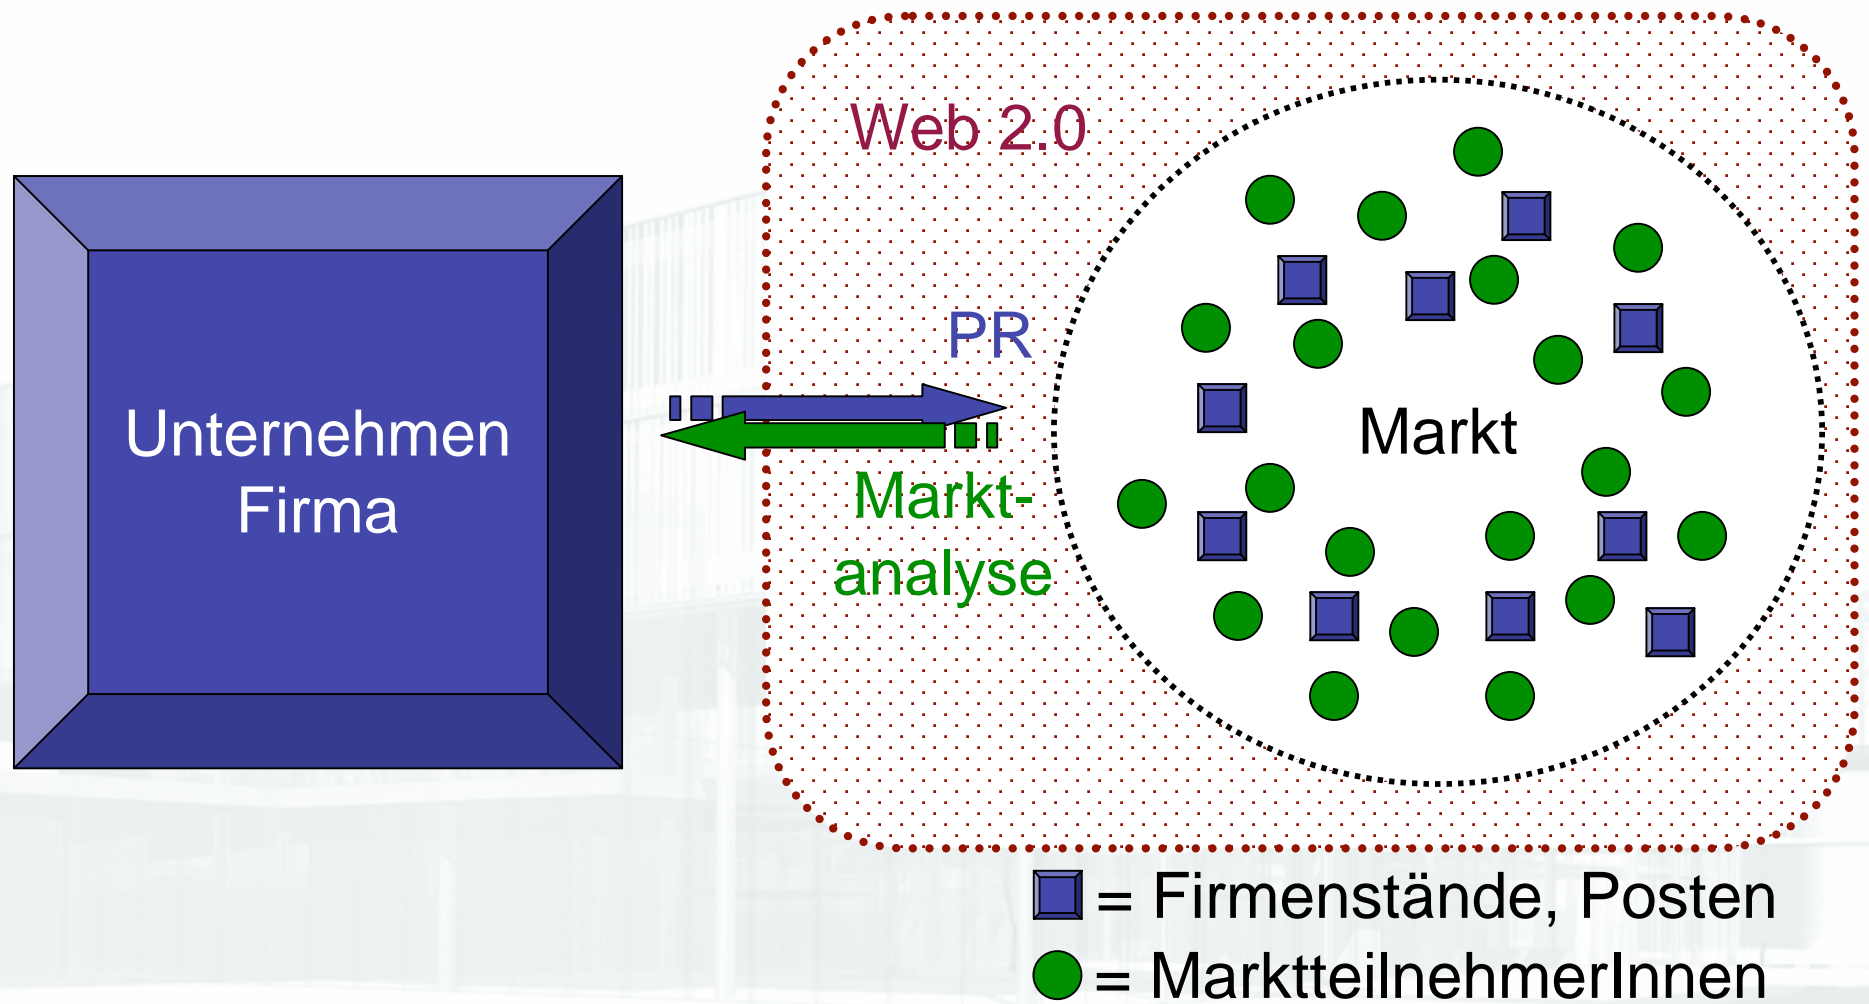 Web 2.0
Unternehmen
Firma
PR
Markt-
analyse
Markt
= Firmenstände, Posten
= MarktteilnehmerInnen